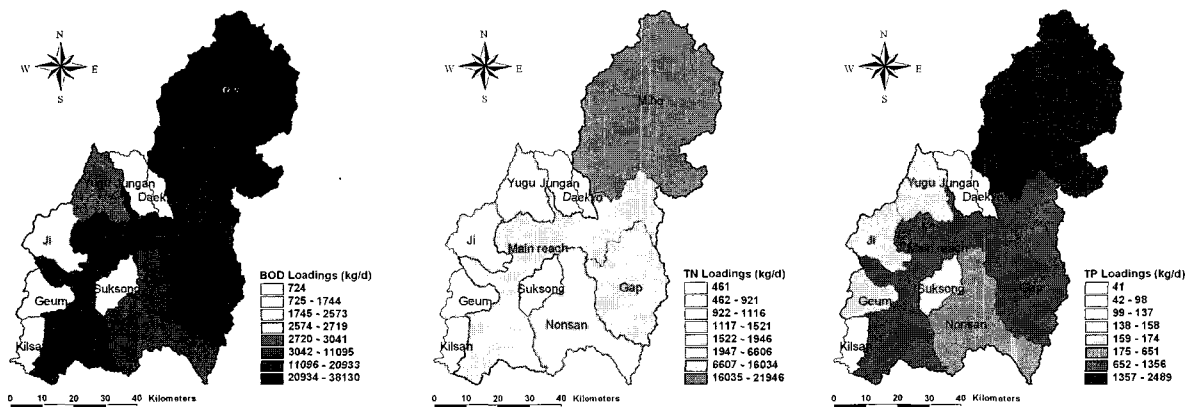 N
W E
S
Yugu Jungan
Daekyo
Ji
Geum
Suksong
Kilsan
BOD Loadings (kg/d)
724
725 - 1744
1745 - 2573
2574 - 2719
2720 - 3041
3042 - 11095
11096 - 20933
20934 - 38130
0 5 10 20 30 40 Kilometers
N
W E
S
Miho
Yugu Jungan
Daekyo
Ji
Main reach
Geum
Suksong
Gap
Nonsan
Kilsan
TN Loadings (kg/d)
461
462 - 921
922 - 1116
1117 - 1521
1522 - 1946
1947 - 6606
6607 - 16034
16035 - 21946
0 5 10 20 30 40 Kilometers
N
W E
S
Yugu Jungan
Daekyo
Ji
Main reach
Geum
Suksong
Gap
Nonsan
Kilsan
TP Loadings (kg/d)
41
42 - 98
99 - 137
138 - 158
159 - 174
175 - 651
652 - 1356
1357 - 2489
0 5 10 20 30 40 Kilometers